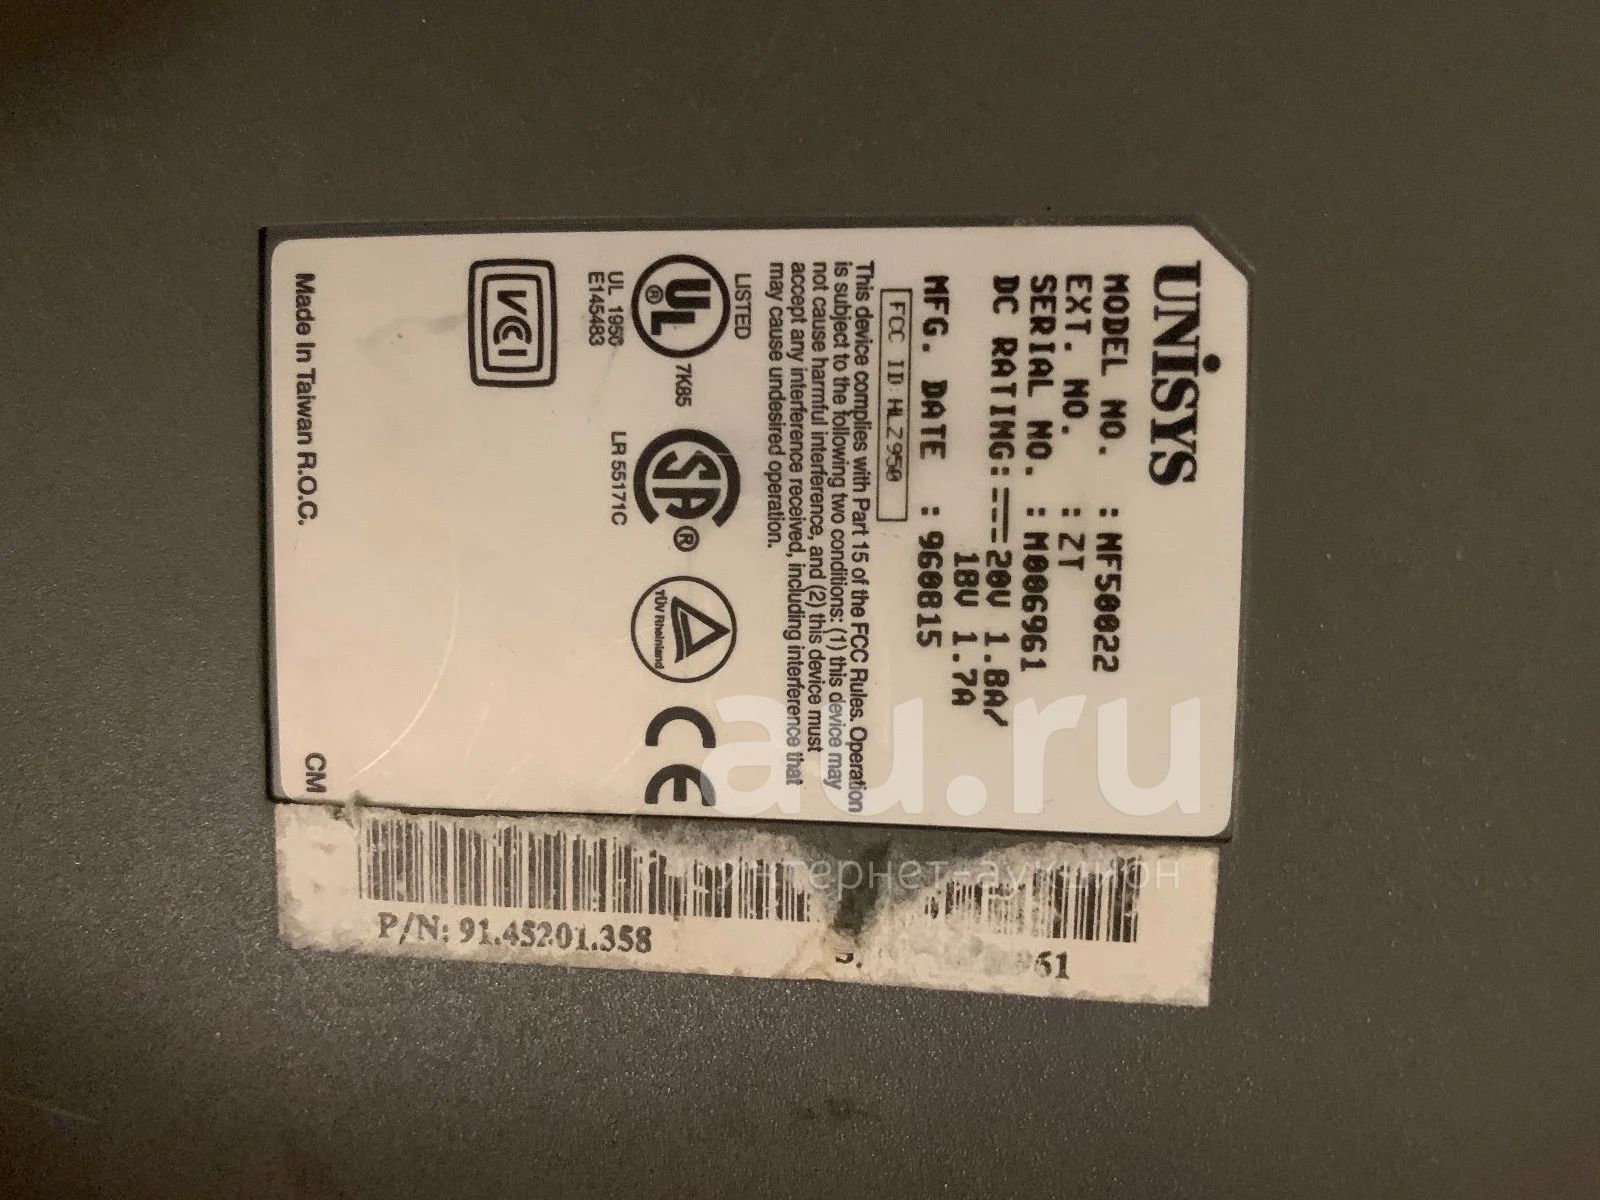 UNISYS
MODEL NO. : NF50022
EXT. NO. : ZT
SERIAL NO. : M006961
DC RATING: 20V 1.8A/
18V 1.7A
MFG. DATE : 960815
FCC ID: HLZ950
This device complies with Part 15 of the FCC Rules. Operation
is subject to the following two conditions: (1) this device may
not cause harmful interference, and (2) this device must
accept any interference received, including interference that
may cause undesired operation.
LISTED
UL ® 7K85
UL 1950
E145483
SA ®
LR 55171C
TÜV Rheinland
CE
VCCI
Made In Taiwan R.O.C. CM
P/N: 91.45201.358
61
au.ru
интернет-аукцион